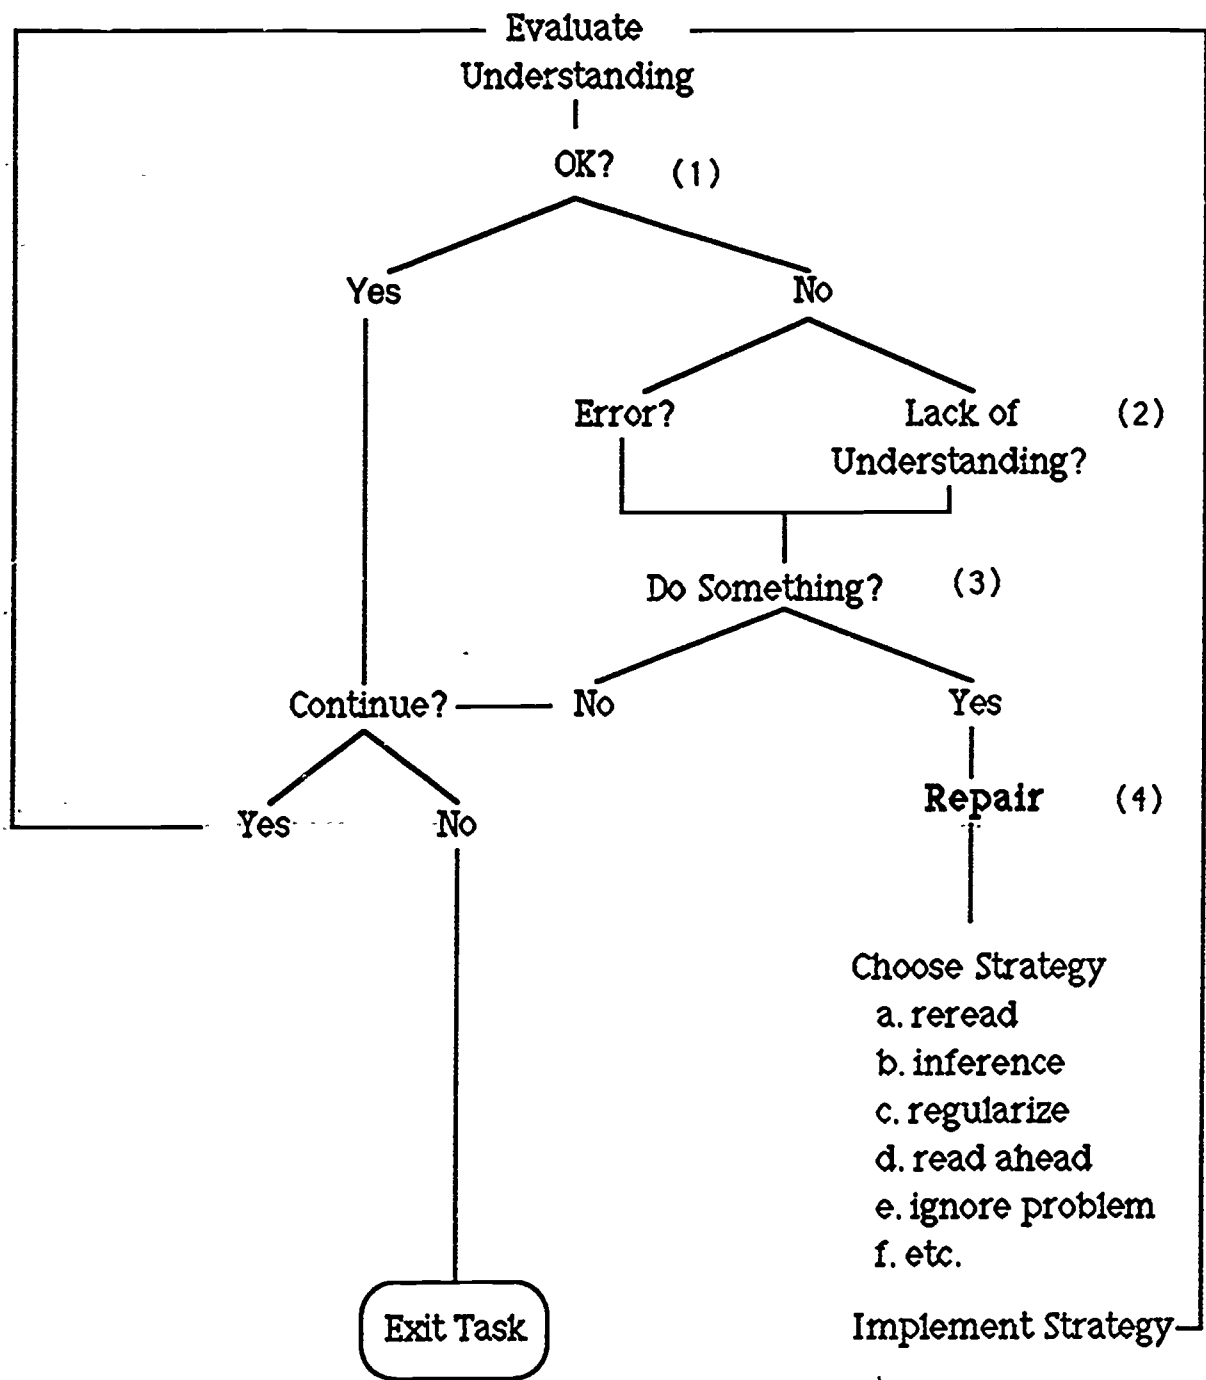 Evaluate
Understanding
OK? (1)
Yes
No
Error?
Lack of (2)
Understanding?
Do Something? (3)
Continue?
No
Yes
Yes
No
Repair (4)
Choose Strategy
a. reread
b. inference
c. regularize
d. read ahead
e. ignore problem
f. etc.
Exit Task
Implement Strategy